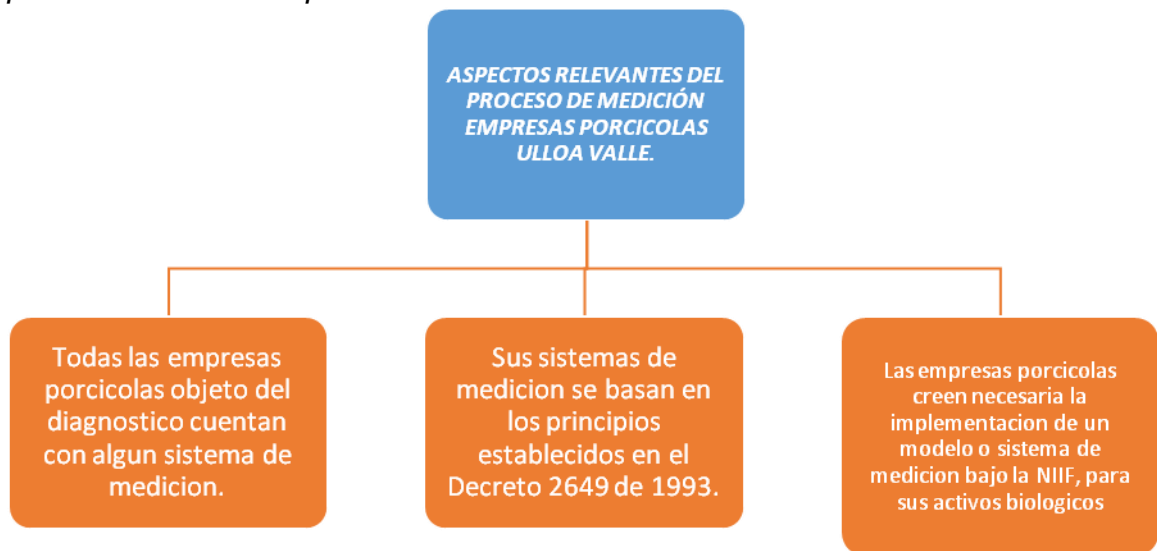 ASPECTOS RELEVANTES DEL
PROCESO DE MEDICIÓN
EMPRESAS PORCICOLAS
ULLOA VALLE.
Todas las empresas
porcicolas objeto del
diagnostico cuentan
con algun sistema de
medicion.
Sus sistemas de
medicion se basan en
los principios
establecidos en el
Decreto 2649 de 1993.
Las empresas porcicolas
creen necesaria la
implementacion de un
modelo o sistema de
medicion bajo la NIIF, para
sus activos biologicos